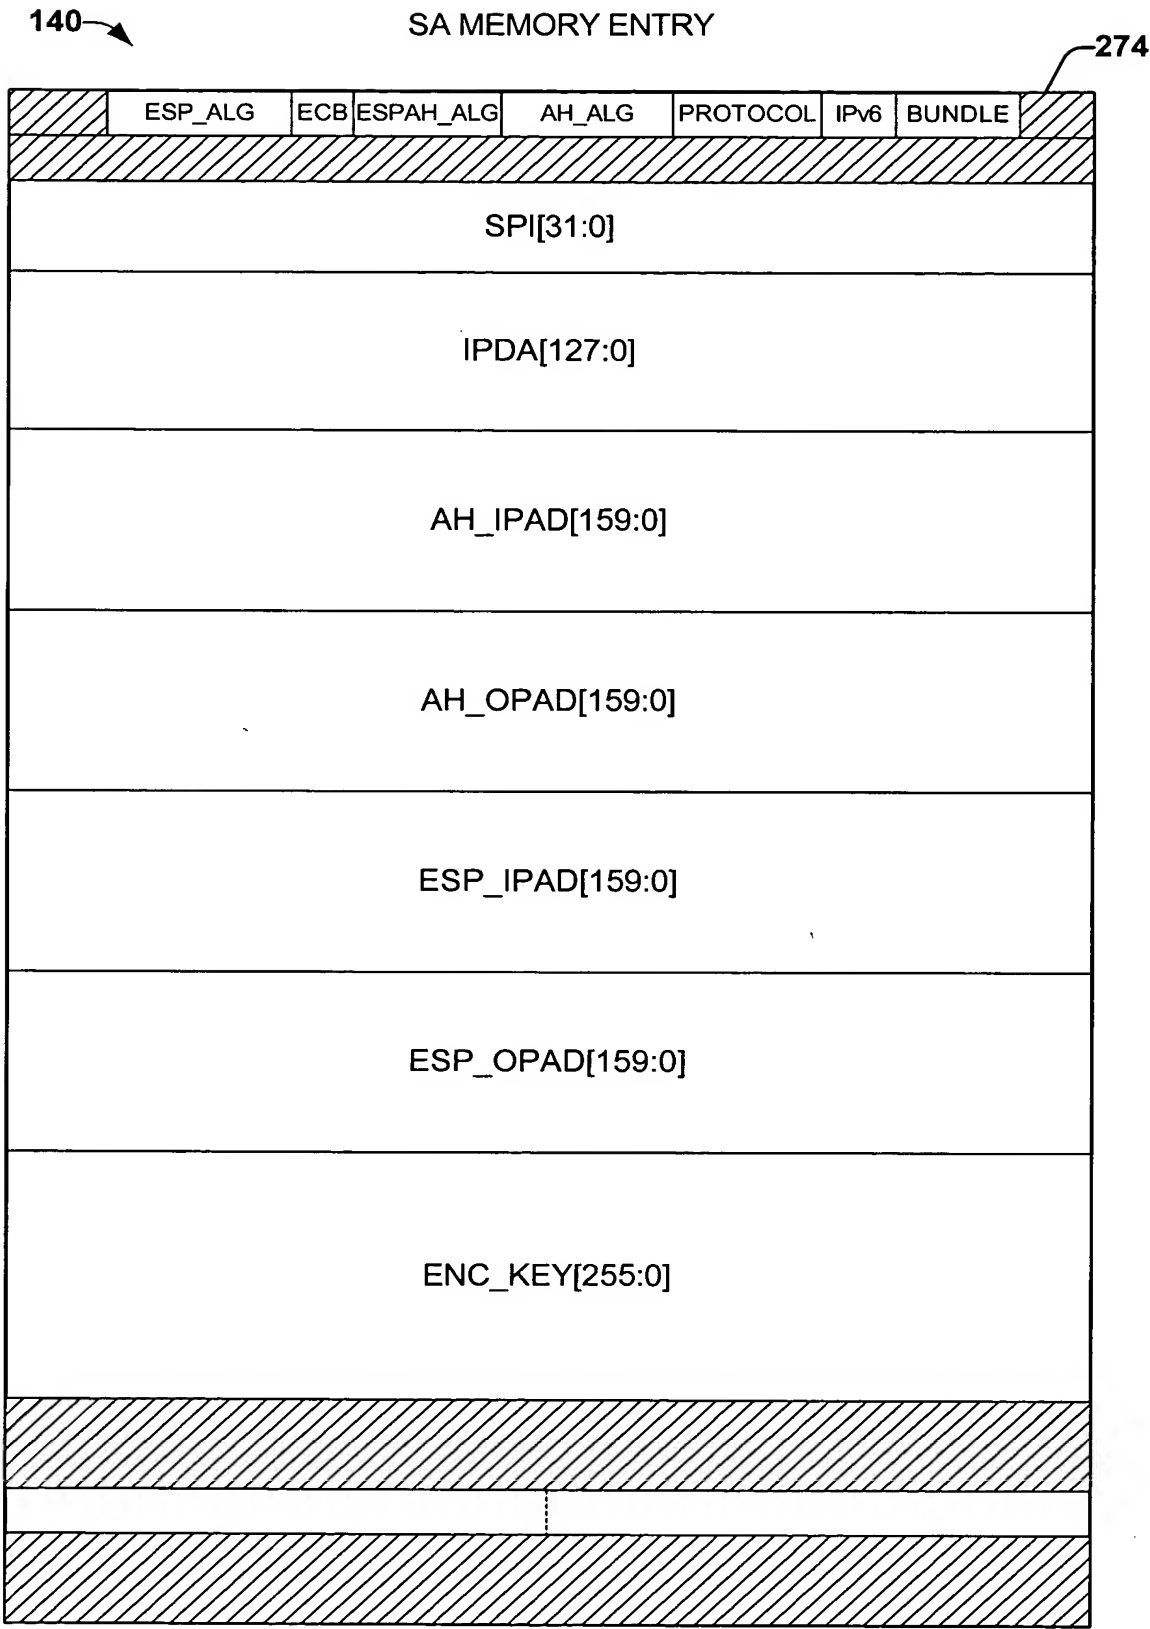 140 SA MEMORY ENTRY
274
ESP_ALG ECB ESPAH_ALG AH_ALG PROTOCOL IPv6 BUNDLE
SPI[31:0]
IPDA[127:0]
AH_IPAD[159:0]
AH_OPAD[159:0]
ESP_IPAD[159:0]
ESP_OPAD[159:0]
ENC_KEY[255:0]